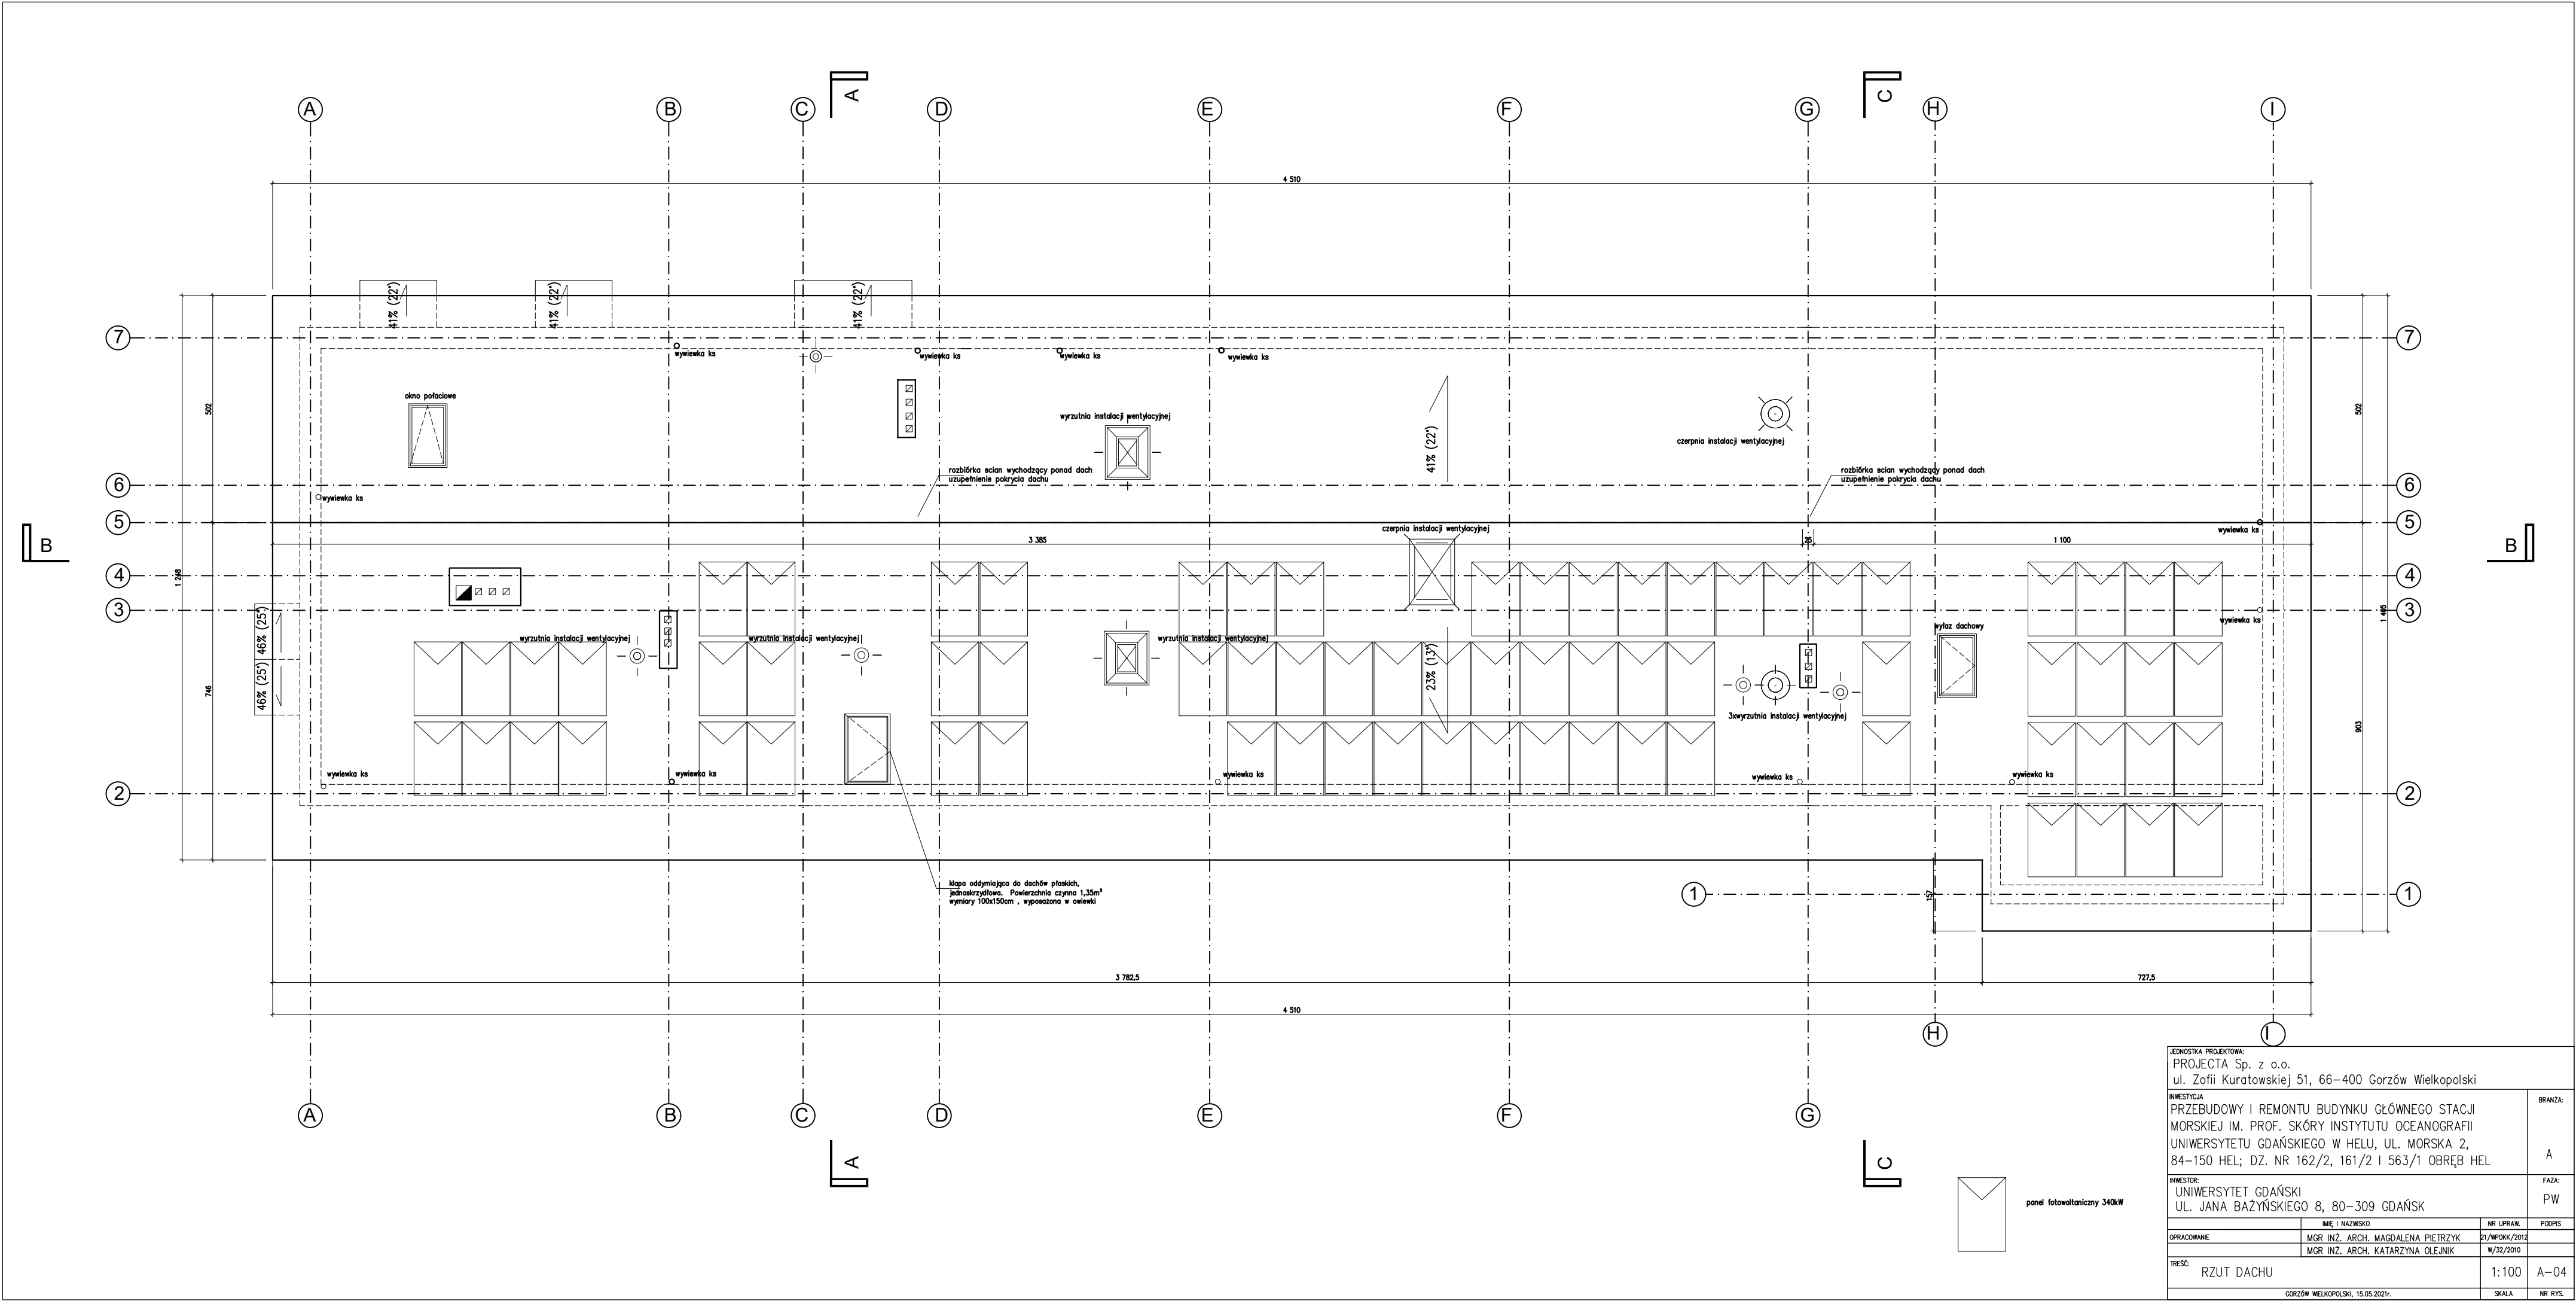 A
C
A
B
C
D
E
F
G
H
I
4 510
41% (22°)
41% (22°)
41% (22°)
7
7
wywiewka ks
wywiewka ks
wywiewka ks
wywiewka ks
okno połaciowe
502
502
wyrzutnia instalacji wentylacyjnej
41% (22°)
czerpnia instalacji wentylacyjnej
rozbiórka scian wychodzący ponad dach
uzupełnienie pokrycia dachu
rozbiórka scian wychodzący ponad dach
uzupełnienie pokrycia dachu
6
6
wywiewka ks
5
5
czerpnia instalacji wentylacyjnej
wywiewka ks
B
B
3 385
25
1 100
4
4
1 248
3
3
1 405
46% (25°)
46% (25°)
wyrzutnia instalacji wentylacyjnej
wyrzutnia instalacji wentylacyjnej
wyrzutnia instalacji wentylacyjnej
wyłaz dachowy
wywiewka ks
23% (13°)
746
903
3xwyrzutnia instalacji wentylacyjnej
wywiewka ks
wywiewka ks
wywiewka ks
wywiewka ks
wywiewka ks
2
2
klapa oddymiająca do dachów płaskich,
jednoskrzydłowa. Powierzchnia czynna 1,35m²
wymiary 100x150cm , wyposażona w owiewki
1
157
1
3 782,5
727,5
4 510
H
I
A
B
C
D
E
F
G
A
C
panel fotowoltaniczny 340kW
JEDNOSTKA PROJEKTOWA:
PROJECTA Sp. z o.o.
ul. Zofii Kuratowskiej 51, 66-400 Gorzów Wielkopolski
INWESTYCJA
BRANŻA:
PRZEBUDOWY I REMONTU BUDYNKU GŁÓWNEGO STACJI
MORSKIEJ IM. PROF. SKÓRY INSTYTUTU OCEANOGRAFII
UNIWERSYTETU GDAŃSKIEGO W HELU, UL. MORSKA 2,
84-150 HEL; DZ. NR 162/2, 161/2 I 563/1 OBRĘB HEL
A
INWESTOR:
FAZA:
UNIWERSYTET GDAŃSKI
UL. JANA BAŻYŃSKIEGO 8, 80-309 GDAŃSK
PW
IMIĘ I NAZWISKO
NR UPRAW.
PODPIS
OPRACOWANIE
MGR INŻ. ARCH. MAGDALENA PIETRZYK
21/WPOKK/2012
MGR INŻ. ARCH. KATARZYNA OLEJNIK
W/32/2010
TREŚĆ:
RZUT DACHU
1:100
A-04
GORZÓW WIELKOPOLSKI, 15.05.2021r.
SKALA
NR RYS.